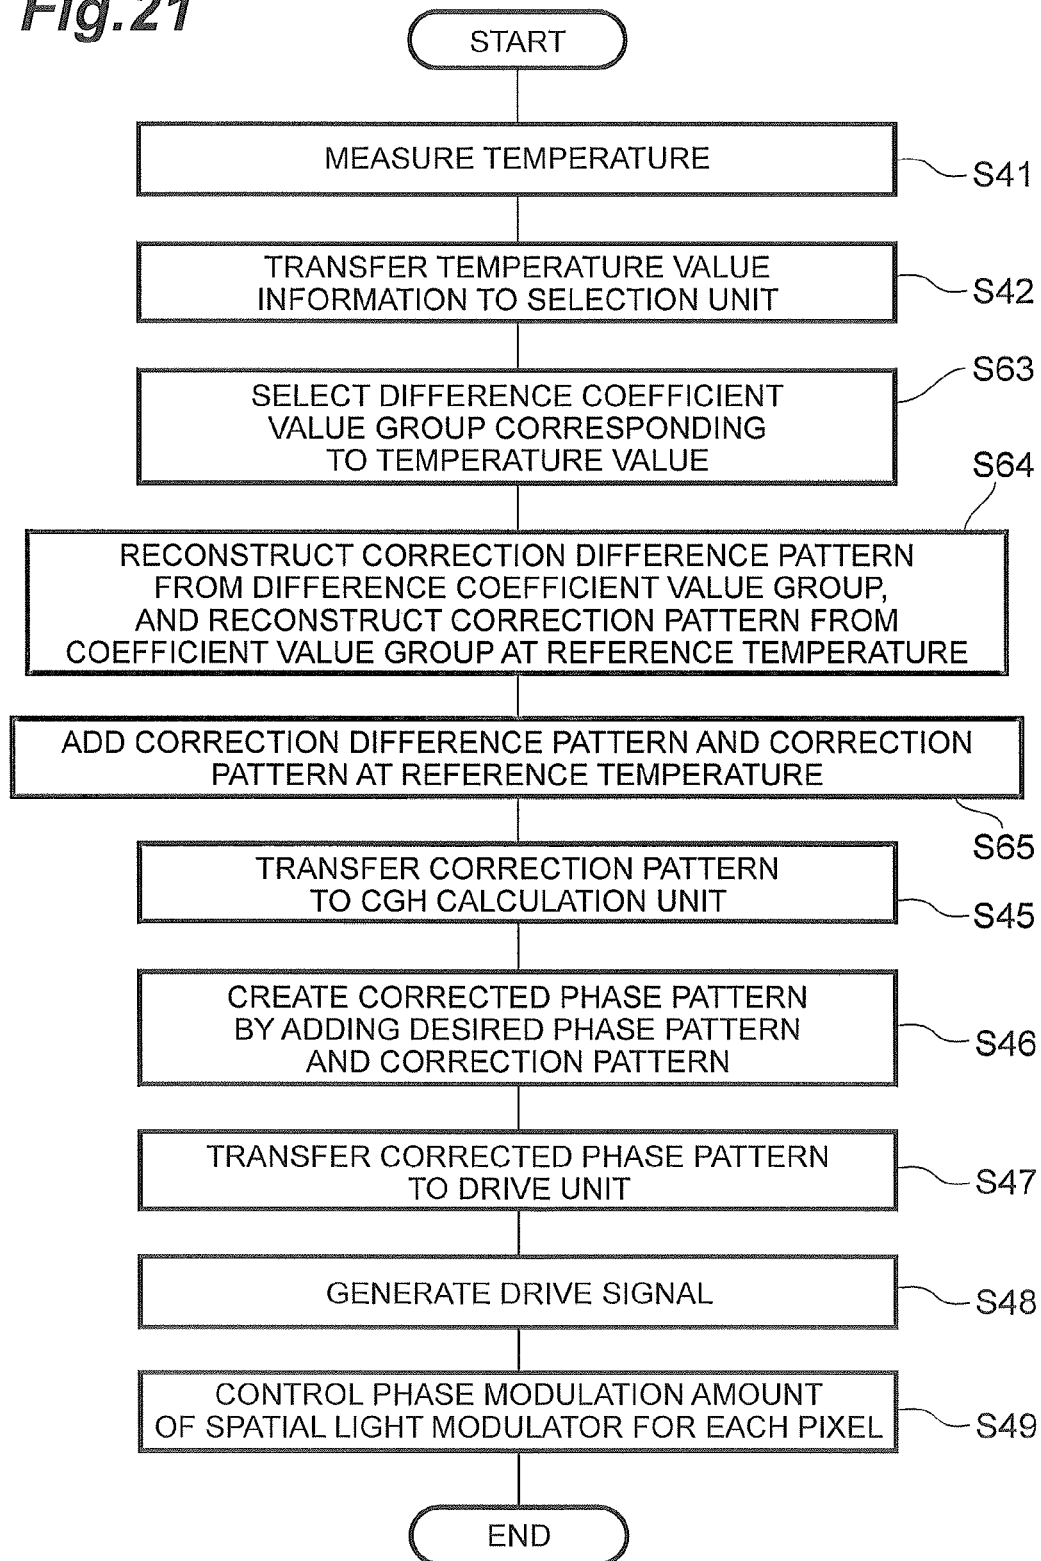 Fig.21
START
MEASURE TEMPERATURE
S41
TRANSFER TEMPERATURE VALUE
INFORMATION TO SELECTION UNIT
S42
SELECT DIFFERENCE COEFFICIENT
VALUE GROUP CORRESPONDING
TO TEMPERATURE VALUE
S63
RECONSTRUCT CORRECTION DIFFERENCE PATTERN
FROM DIFFERENCE COEFFICIENT VALUE GROUP,
AND RECONSTRUCT CORRECTION PATTERN FROM
COEFFICIENT VALUE GROUP AT REFERENCE TEMPERATURE
S64
ADD CORRECTION DIFFERENCE PATTERN AND CORRECTION
PATTERN AT REFERENCE TEMPERATURE
S65
TRANSFER CORRECTION PATTERN
TO CGH CALCULATION UNIT
S45
CREATE CORRECTED PHASE PATTERN
BY ADDING DESIRED PHASE PATTERN
AND CORRECTION PATTERN
S46
TRANSFER CORRECTED PHASE PATTERN
TO DRIVE UNIT
S47
GENERATE DRIVE SIGNAL
S48
CONTROL PHASE MODULATION AMOUNT
OF SPATIAL LIGHT MODULATOR FOR EACH PIXEL
S49
END